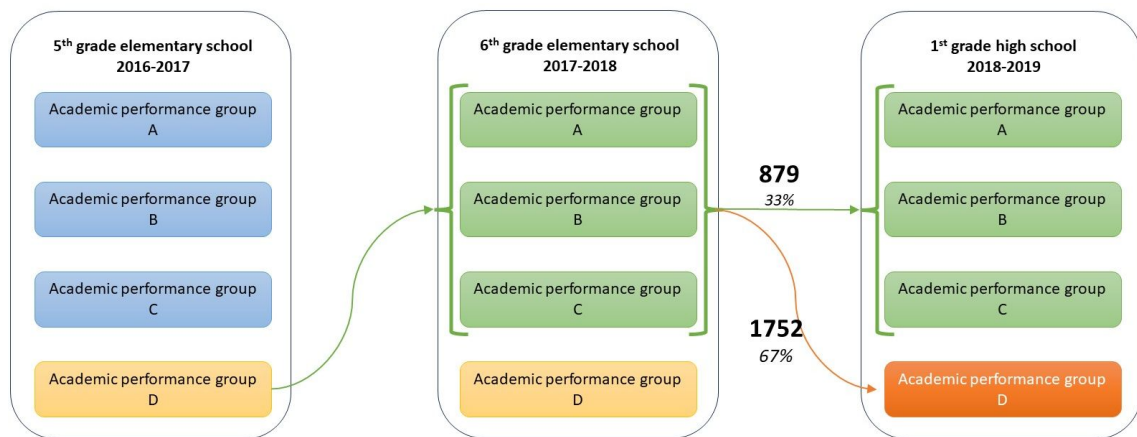 5th grade elementary school
2016-2017
Academic performance group
A
Academic performance group
B
Academic performance group
C
Academic performance group
D
6th grade elementary school
2017-2018
Academic performance group
A
Academic performance group
B
Academic performance group
C
Academic performance group
D
879
33%
1752
67%
1st grade high school
2018-2019
Academic performance group
A
Academic performance group
B
Academic performance group
C
Academic performance group
D